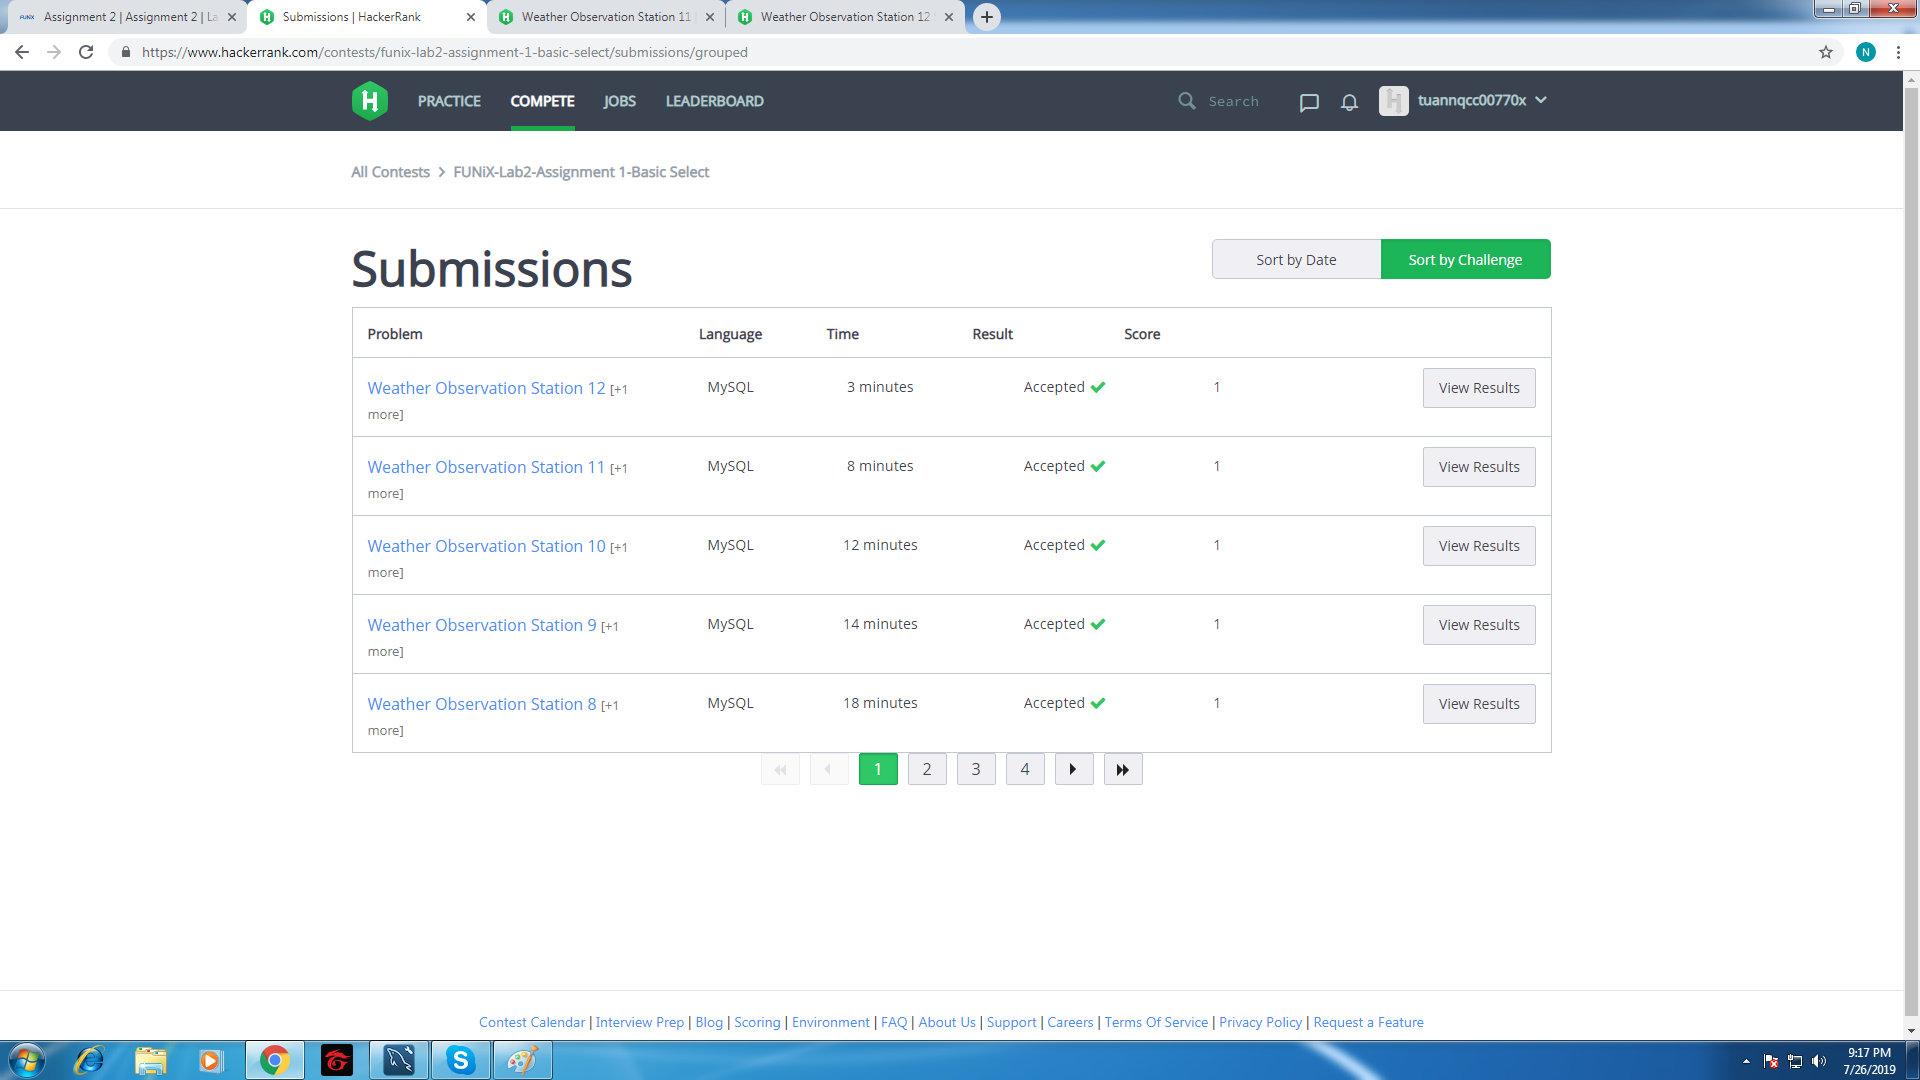 FUNiX Assignment 2 | Assignment 2 | La
Submissions | HackerRank
Weather Observation Station 11 |
Weather Observation Station 12
https://www.hackerrank.com/contests/funix-lab2-assignment-1-basic-select/submissions/grouped
N
H PRACTICE COMPETE JOBS LEADERBOARD Search tuannqcc00770x
All Contests > FUNiX-Lab2-Assignment 1-Basic Select
Submissions
Sort by Date Sort by Challenge
Problem Language Time Result Score
Weather Observation Station 12 [+1 MySQL 3 minutes Accepted 1 View Results
more]
Weather Observation Station 11 [+1 MySQL 8 minutes Accepted 1 View Results
more]
Weather Observation Station 10 [+1 MySQL 12 minutes Accepted 1 View Results
more]
Weather Observation Station 9 [+1 MySQL 14 minutes Accepted 1 View Results
more]
Weather Observation Station 8 [+1 MySQL 18 minutes Accepted 1 View Results
more]
1 2 3 4
Contest Calendar | Interview Prep | Blog | Scoring | Environment | FAQ | About Us | Support | Careers | Terms Of Service | Privacy Policy | Request a Feature
9:17 PM
7/26/2019